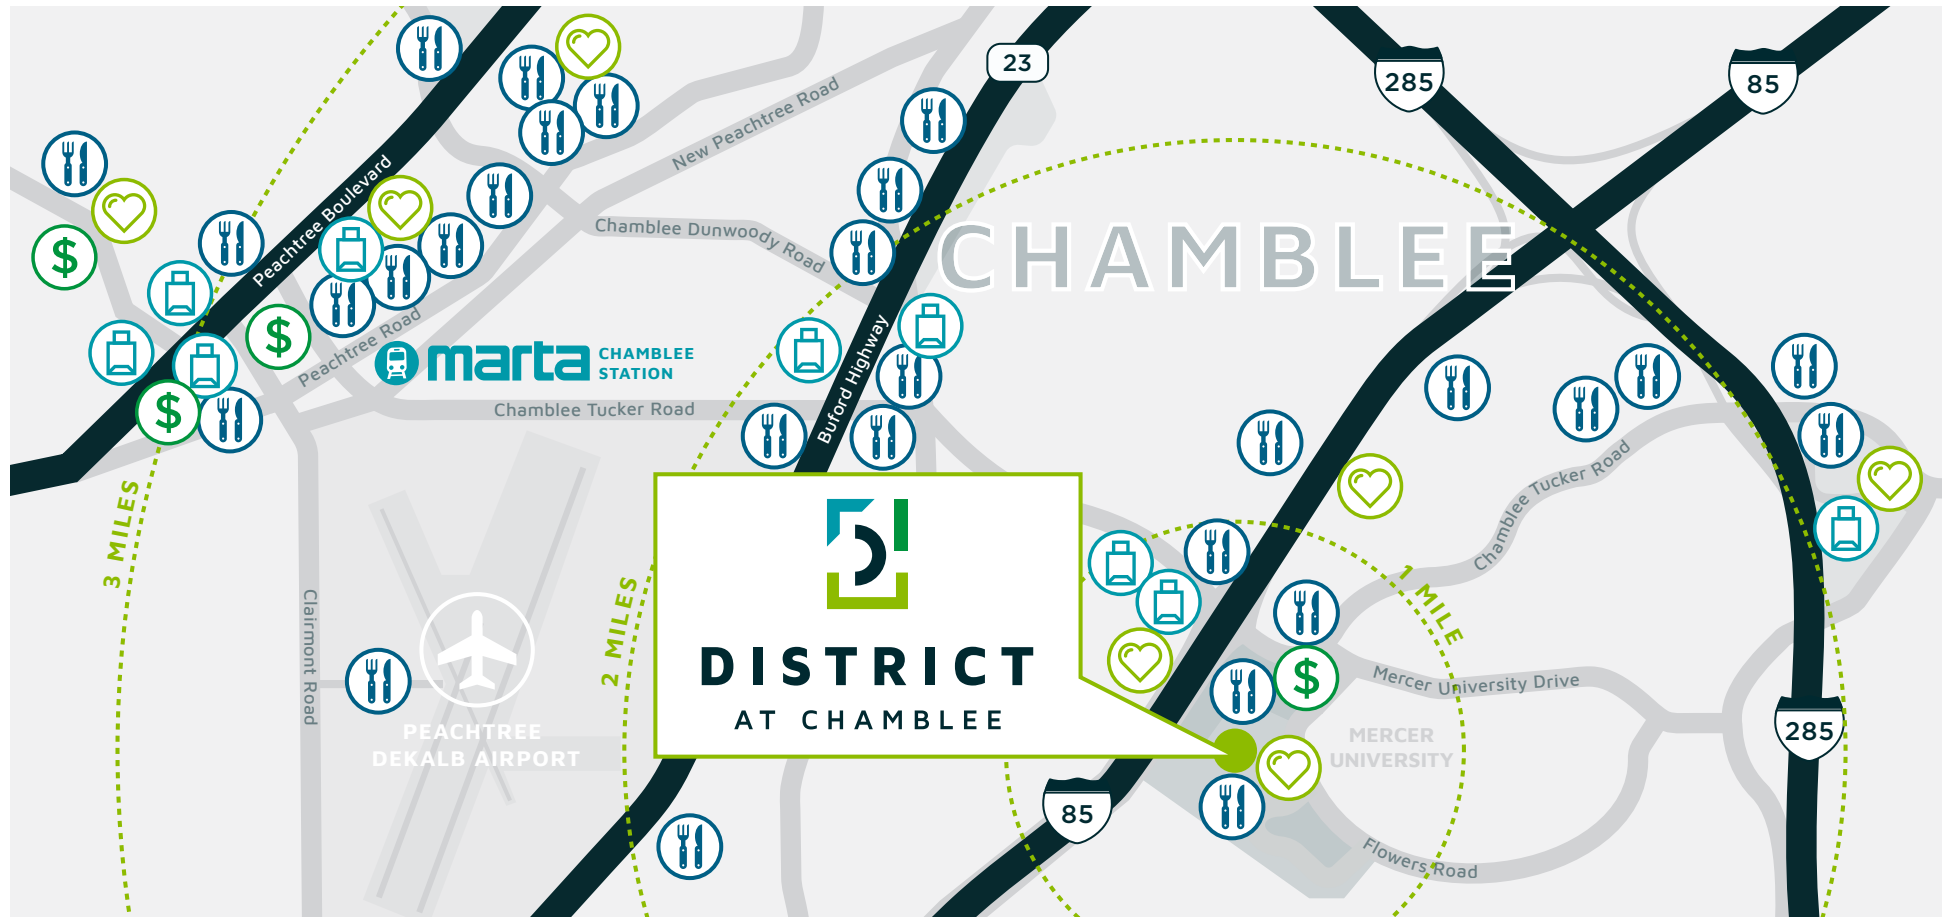 23
285
85
New Peachtree Road
Peachtree Boulevard
Chamblee Dunwoody Road
CHAMBLEE
$
$
Peachtree Road
marta CHAMBLEE
STATION
Buford Highway
$
Chamblee Tucker Road
Chamblee Tucker Road
3 MILES
2 MILES
1 MILE
Clairmont Road
D
DISTRICT
AT CHAMBLEE
$
Mercer University Drive
PEACHTREE
DEKALB AIRPORT
MERCER
UNIVERSITY
285
85
Flowers Road